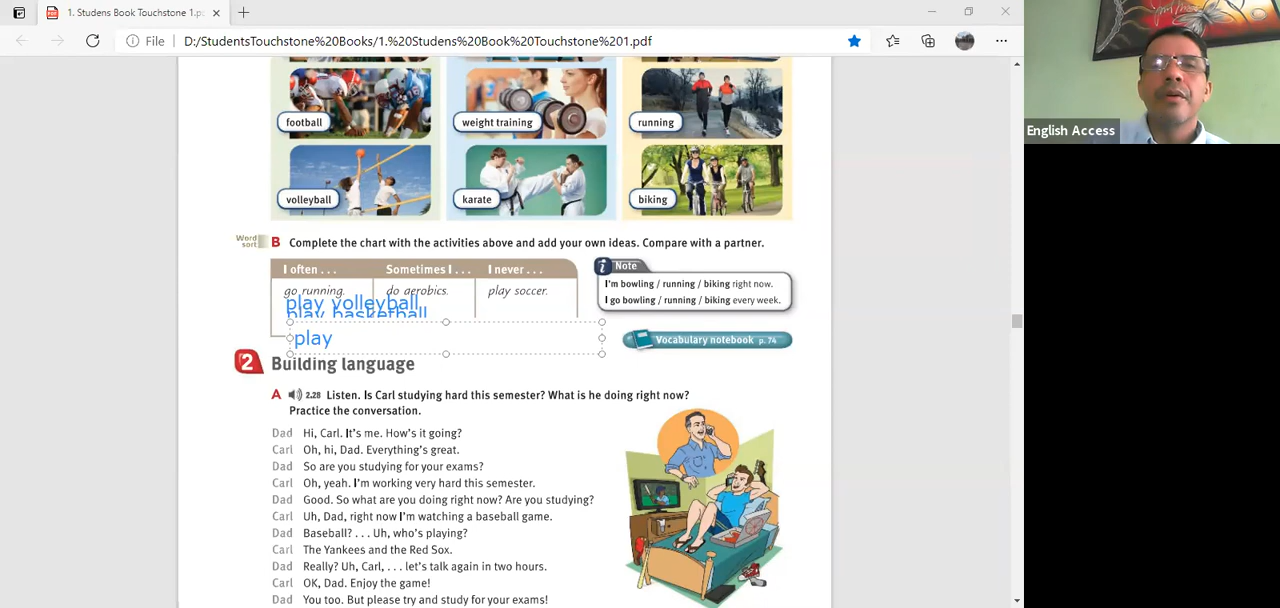 1. Studens Book Touchstone 1.p
File
D:/StudentsTouchstone%20Books/1.%20Studens%20Book%20Touchstone%201.pdf
English Access
football
weight training
running
volleyball
karate
biking
Word sort
B Complete the chart with the activities above and add your own ideas. Compare with a partner.
I often . . . Sometimes I . . . I never . . .
go running. do aerobics. play soccer.
play volleyball
play basketball
play
i Note
I'm bowling / running / biking right now.
I go bowling / running / biking every week.
Vocabulary notebook p. 74
2 Building language
A 2.28 Listen. Is Carl studying hard this semester? What is he doing right now?
Practice the conversation.
Dad Hi, Carl. It's me. How's it going?
Carl Oh, hi, Dad. Everything's great.
Dad So are you studying for your exams?
Carl Oh, yeah. I'm working very hard this semester.
Dad Good. So what are you doing right now? Are you studying?
Carl Uh, Dad, right now I'm watching a baseball game.
Dad Baseball? . . . Uh, who's playing?
Carl The Yankees and the Red Sox.
Dad Really? Uh, Carl, . . . let's talk again in two hours.
Carl OK, Dad. Enjoy the game!
Dad You too. But please try and study for your exams!